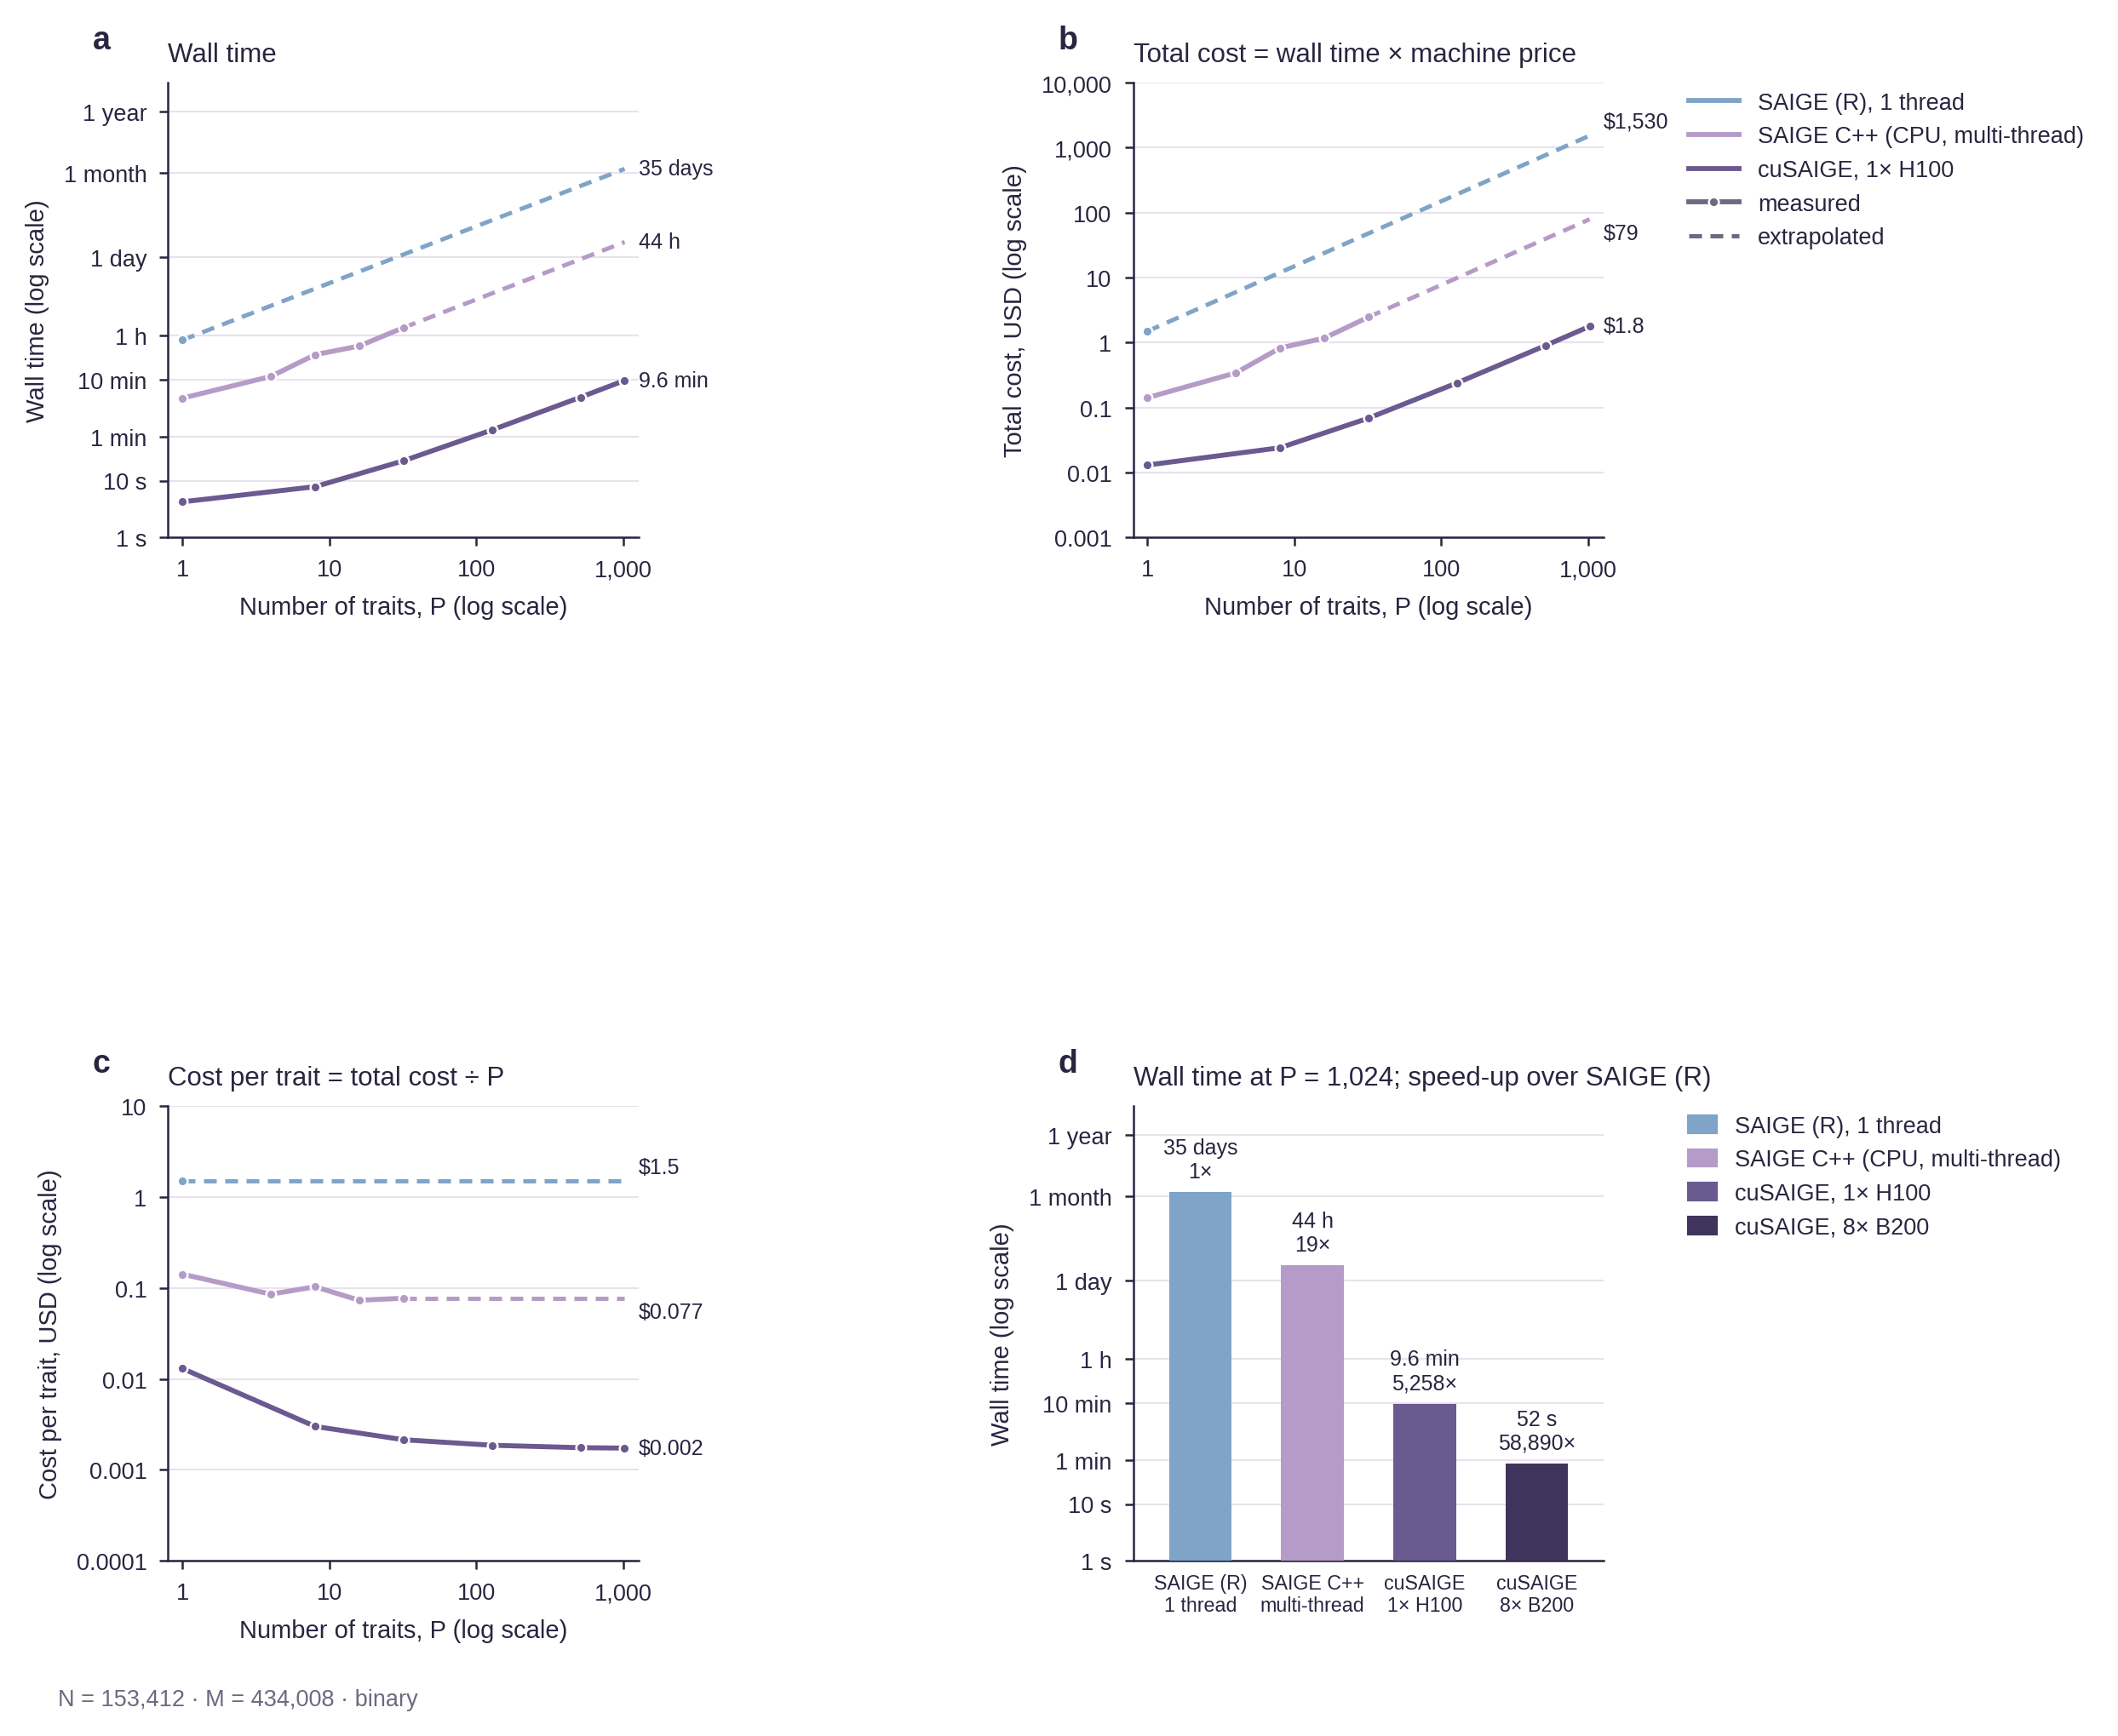 a
Wall time
1 year
1 month
1 day
1 h
10 min
1 min
10 s
1 s
Wall time (log scale)
35 days
44 h
9.6 min
1 10 100 1,000
Number of traits, P (log scale)
b
Total cost = wall time × machine price
10,000
1,000
100
10
1
0.1
0.01
0.001
Total cost, USD (log scale)
$1,530
$79
$1.8
1 10 100 1,000
Number of traits, P (log scale)
SAIGE (R), 1 thread
SAIGE C++ (CPU, multi-thread)
cuSAIGE, 1× H100
measured
extrapolated
c
Cost per trait = total cost ÷ P
10
1
0.1
0.01
0.001
0.0001
Cost per trait, USD (log scale)
$1.5
$0.077
$0.002
1 10 100 1,000
Number of traits, P (log scale)
d
Wall time at P = 1,024; speed-up over SAIGE (R)
1 year
1 month
1 day
1 h
10 min
1 min
10 s
1 s
Wall time (log scale)
35 days
1×
44 h
19×
9.6 min
5,258×
52 s
58,890×
SAIGE (R)
1 thread
SAIGE C++
multi-thread
cuSAIGE
1× H100
cuSAIGE
8× B200
SAIGE (R), 1 thread
SAIGE C++ (CPU, multi-thread)
cuSAIGE, 1× H100
cuSAIGE, 8× B200
N = 153,412 · M = 434,008 · binary